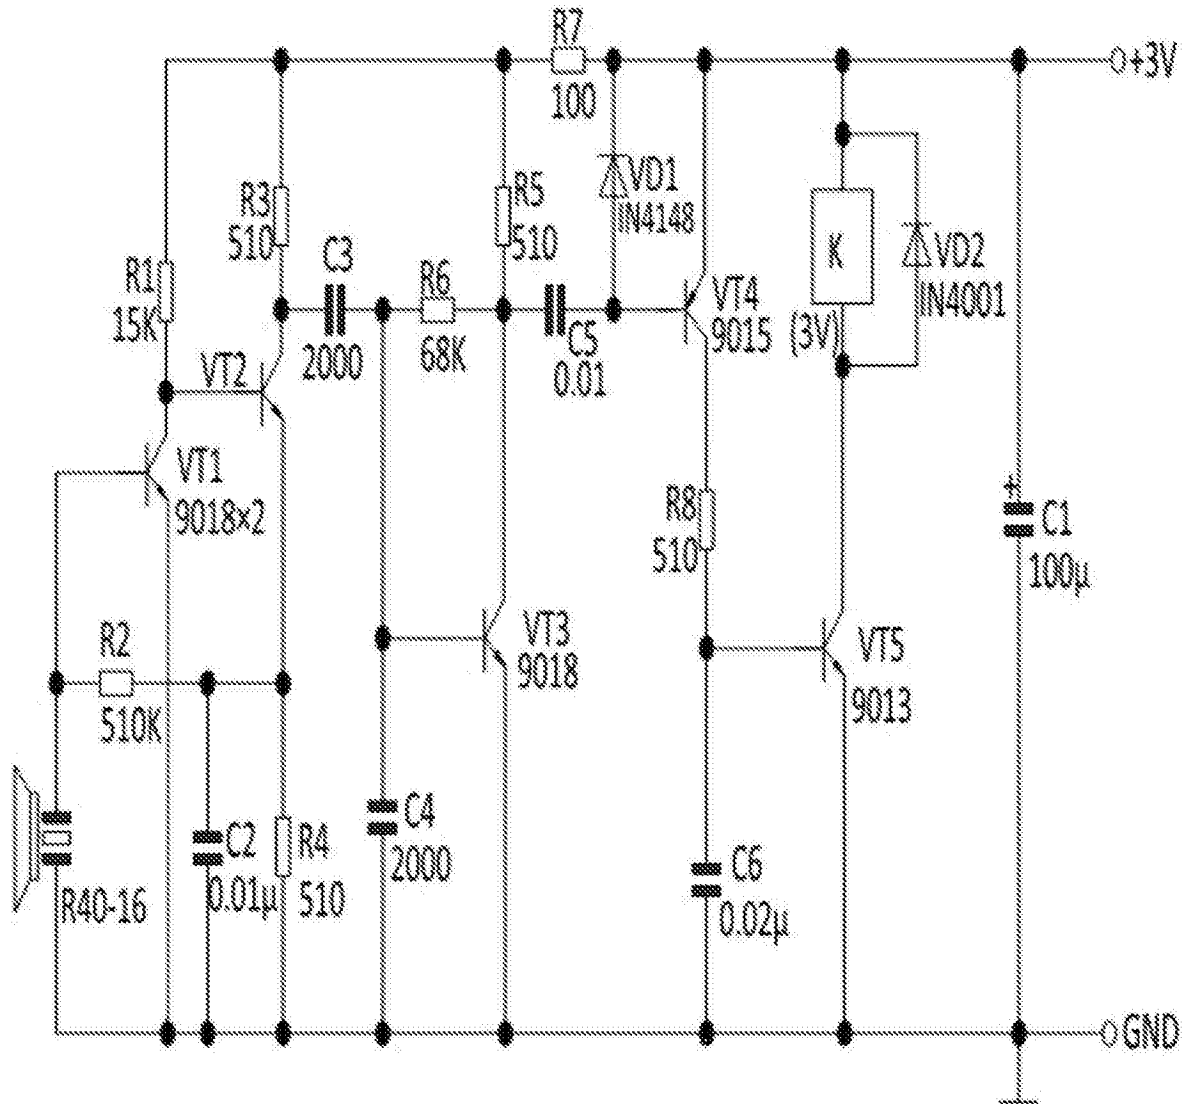 R7
+3V
100
VD1
IN4148
R3
510
R5
510
C3
R1
15K
R6
K
VD2
IN4001
VT4
9015
(3V)
2000
68K
C5
0.01
VT2
VT1
9018×2
R8
510
C1
100μ
+
R2
510K
VT3
9018
VT5
9013
C4
2000
C2
0.01μ
R4
510
R40-16
C6
0.02μ
GND